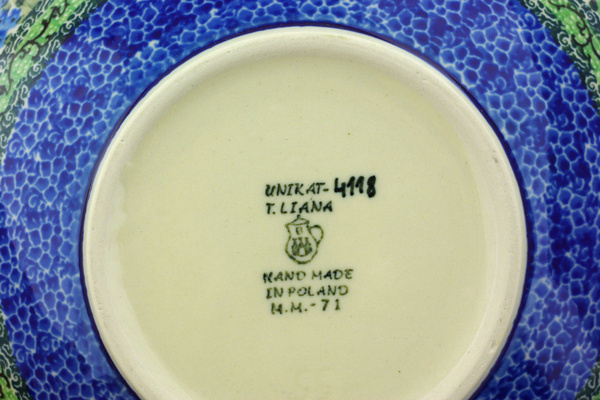 UNIKAT-4118
T. LIANA
HAND MADE
IN POLAND
M.M.-71